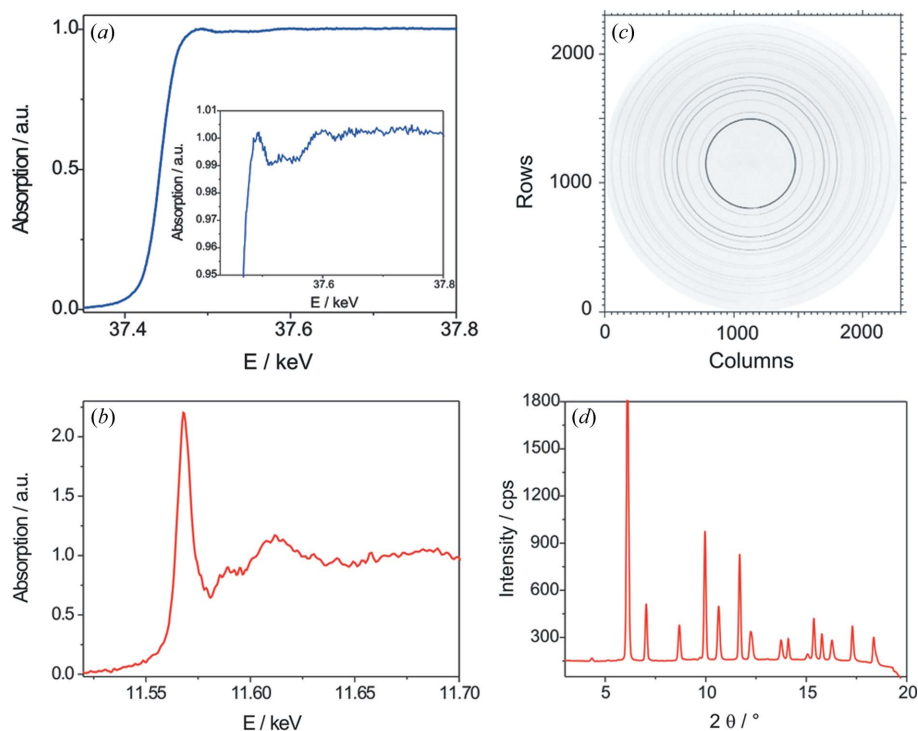 (a)
1.0
0.5
0.0
Absorption / a.u.
37.4
37.6
37.8
E / keV
1.01
1.00
0.99
0.98
0.97
0.96
0.95
Absorption / a.u.
37.6
37.8
E / keV
(c)
2000
1000
0
Rows
0
1000
2000
Columns
(b)
2.0
1.5
1.0
0.5
0.0
Absorption / a.u.
11.55
11.60
11.65
11.70
E / keV
(d)
1800
1500
1200
900
600
300
Intensity / cps
5
10
15
20
2 θ / °